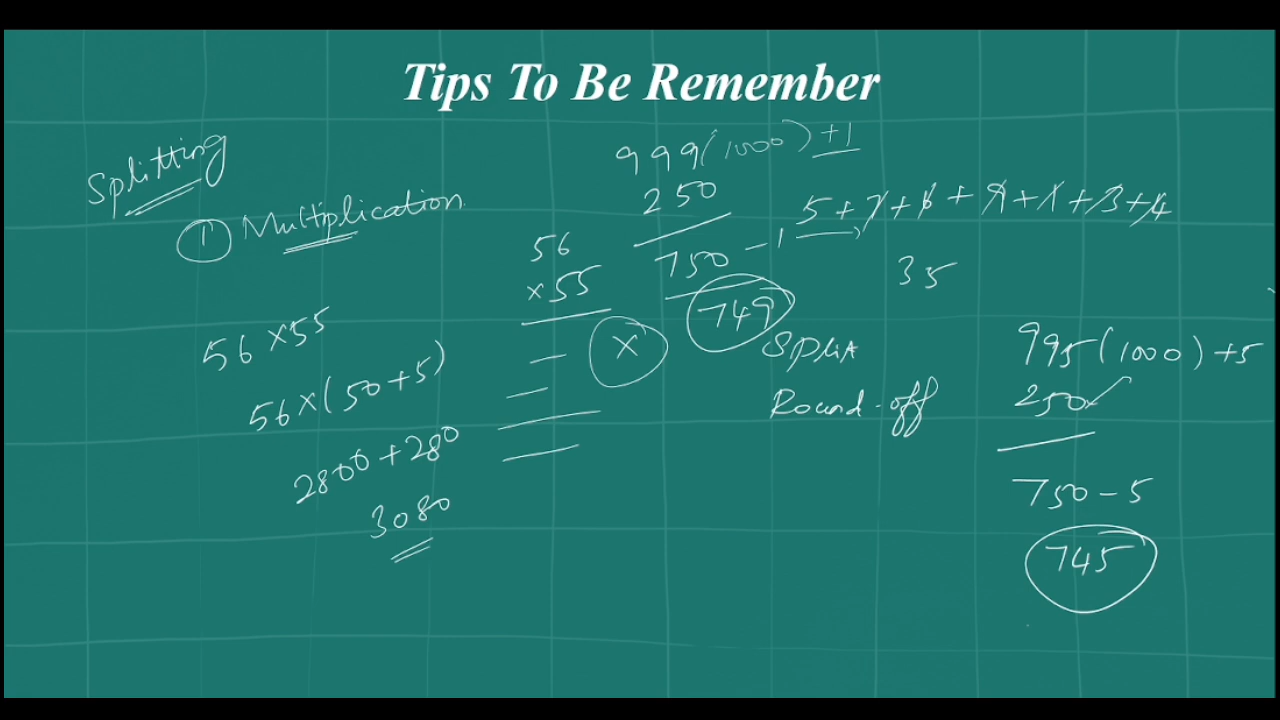 Tips To Be Remember
Splitting
1 Multiplication
56 ×55
56×(50+5)
2800+280
3080
56
×55
X
999(1000)+1
250
750 -1
749
5+7+6+9+1+3+4
35
Split
Round-off
995(1000)+5
250✓
750-5
745